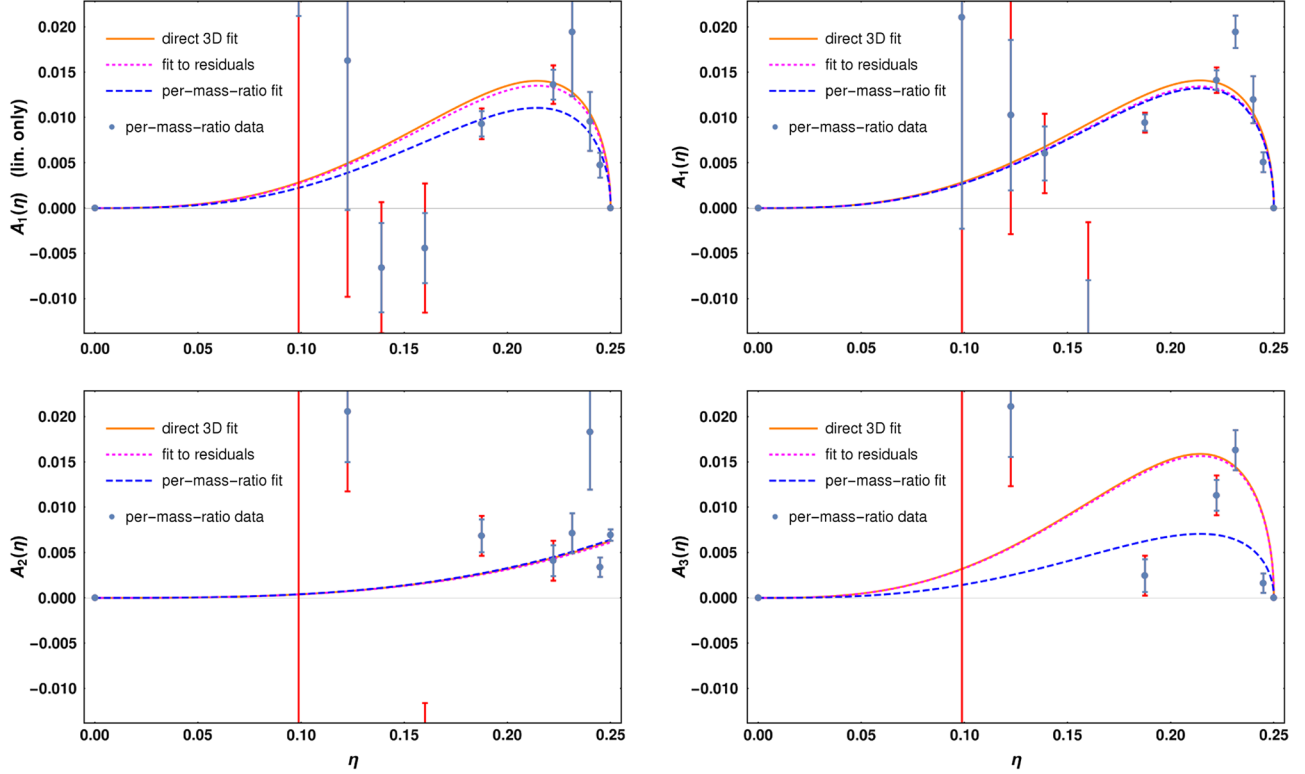 A₁(η) (lin. only)
0.020
0.015
0.010
0.005
0.000
−0.005
−0.010
direct 3D fit
fit to residuals
per−mass−ratio fit
per−mass−ratio data
0.00 0.05 0.10 0.15 0.20 0.25
A₁(η)
0.020
0.015
0.010
0.005
0.000
−0.005
−0.010
direct 3D fit
fit to residuals
per−mass−ratio fit
per−mass−ratio data
0.00 0.05 0.10 0.15 0.20 0.25
A₂(η)
0.020
0.015
0.010
0.005
0.000
−0.005
−0.010
direct 3D fit
fit to residuals
per−mass−ratio fit
per−mass−ratio data
0.00 0.05 0.10 0.15 0.20 0.25
η
A₃(η)
0.020
0.015
0.010
0.005
0.000
−0.005
−0.010
direct 3D fit
fit to residuals
per−mass−ratio fit
per−mass−ratio data
0.00 0.05 0.10 0.15 0.20 0.25
η